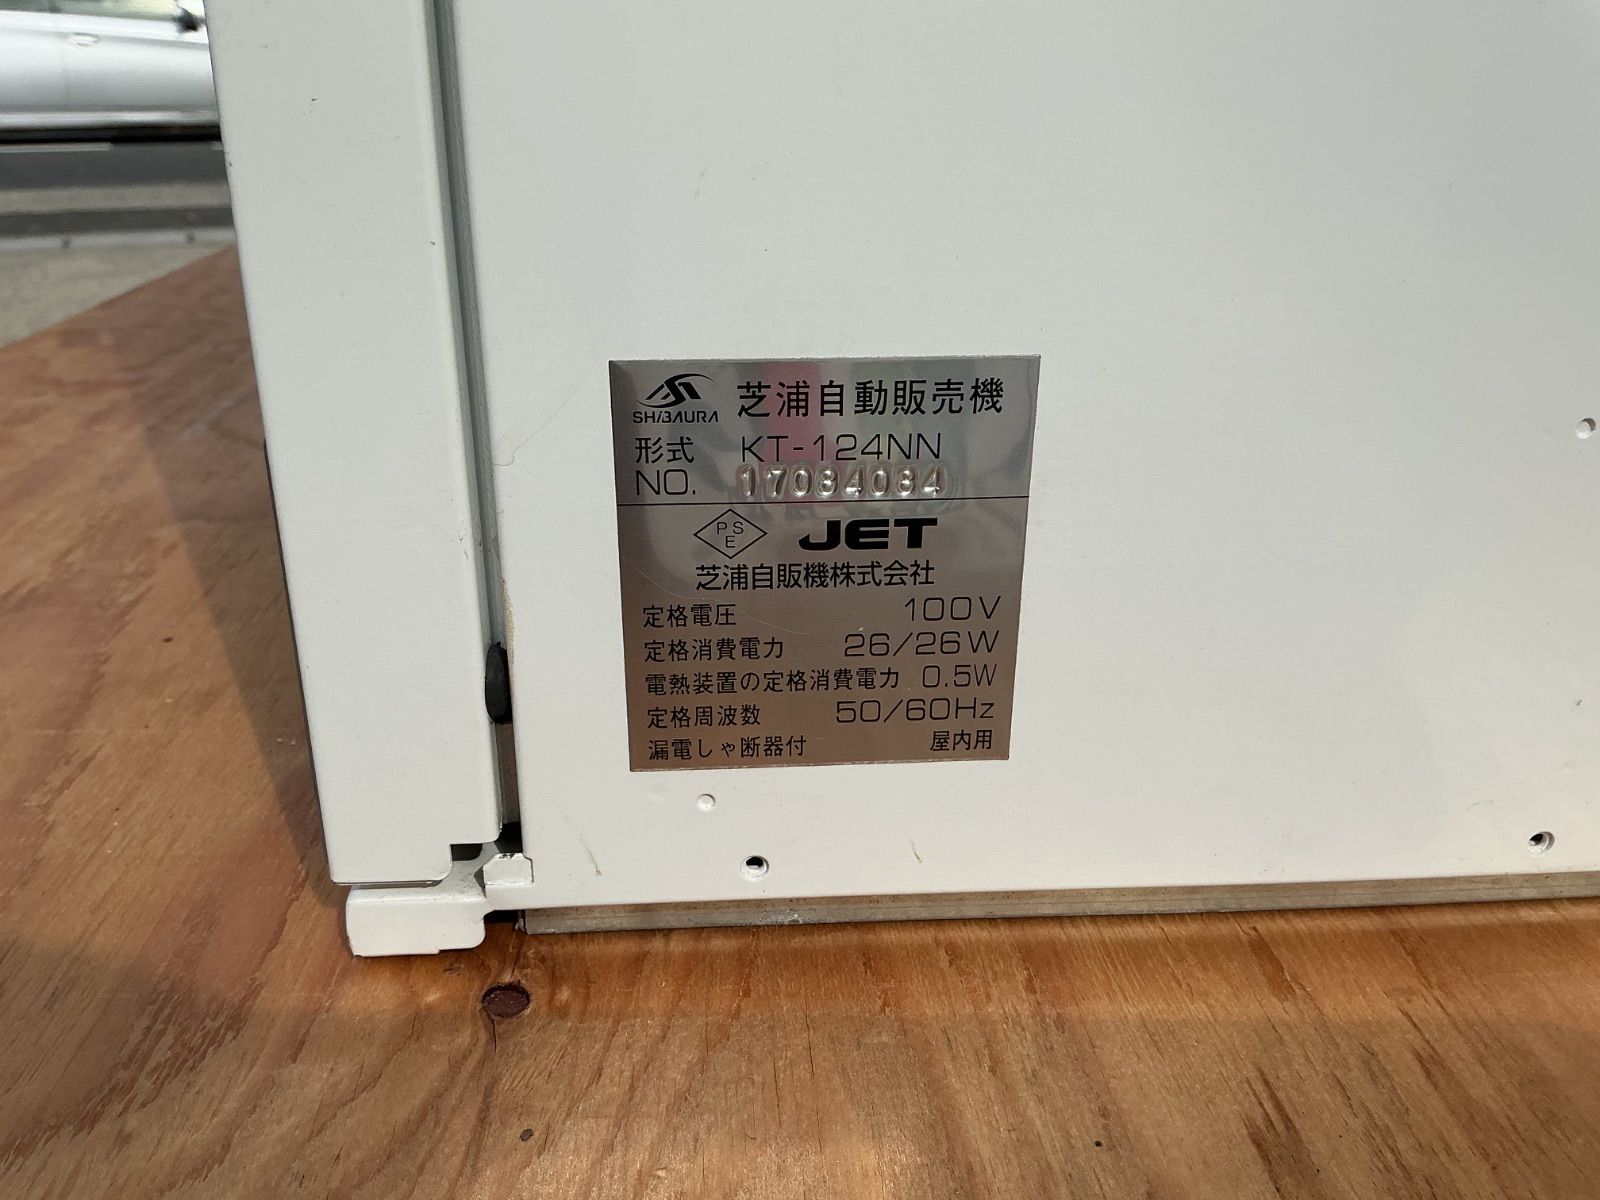 SHIBAURA 芝浦自動販売機
形式 KT-124NN
NO. 17084084
PSE JET
芝浦自販機株式会社
定格電圧 100V
定格消費電力 26/26W
電熱装置の定格消費電力 0.5W
定格周波数 50/60Hz
漏電しゃ断器付 屋内用